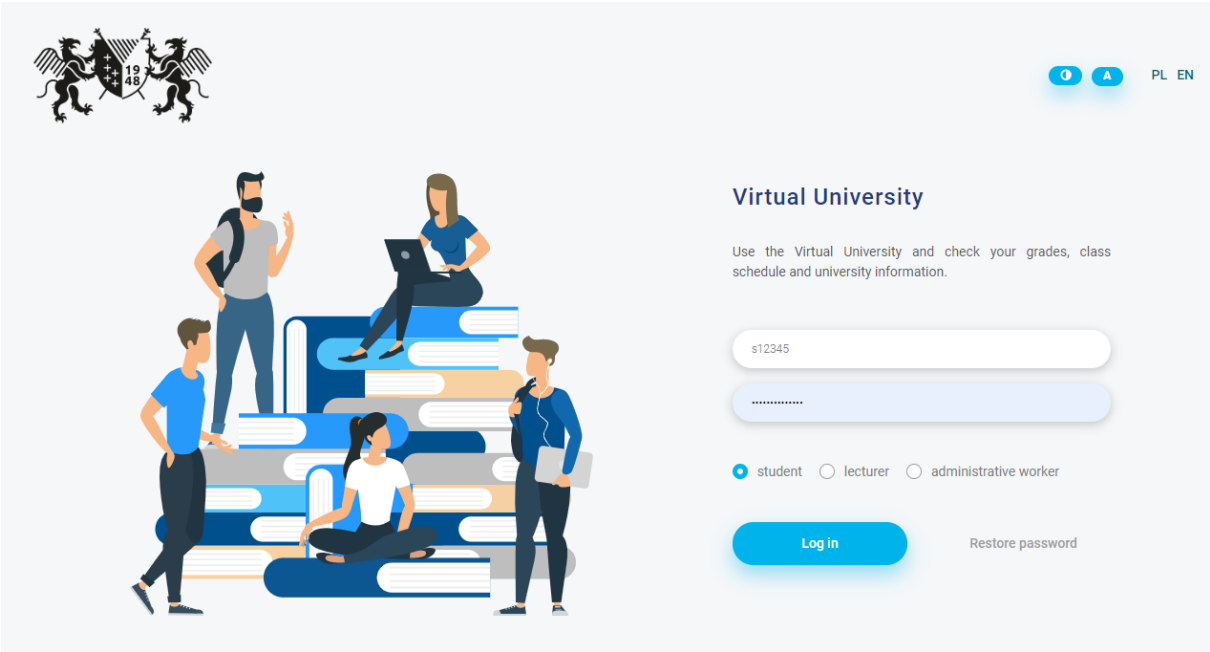 19
48
A
PL EN
Virtual University
Use the Virtual University and check your grades, class
schedule and university information.
s12345
••••••••••••••
student lecturer administrative worker
Log in Restore password